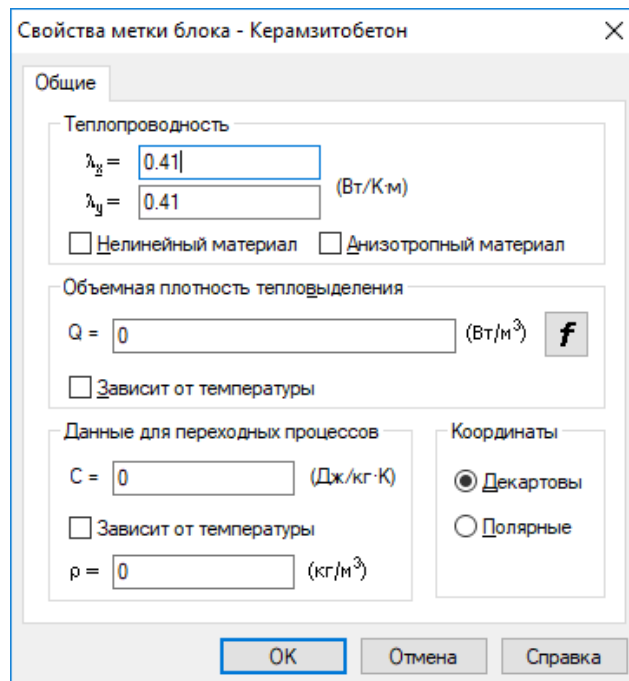 Свойства метки блока - Керамзитобетон
Общие
Теплопроводность
λx = 0.41
λy = 0.41
(Вт/К·м)
Нелинейный материал Анизотропный материал
Объемная плотность тепловыделения
Q = 0 (Вт/м³) f
Зависит от температуры
Данные для переходных процессов
C = 0 (Дж/кг·К)
Зависит от температуры
ρ = 0 (кг/м³)
Координаты
Декартовы
Полярные
OK Отмена Справка